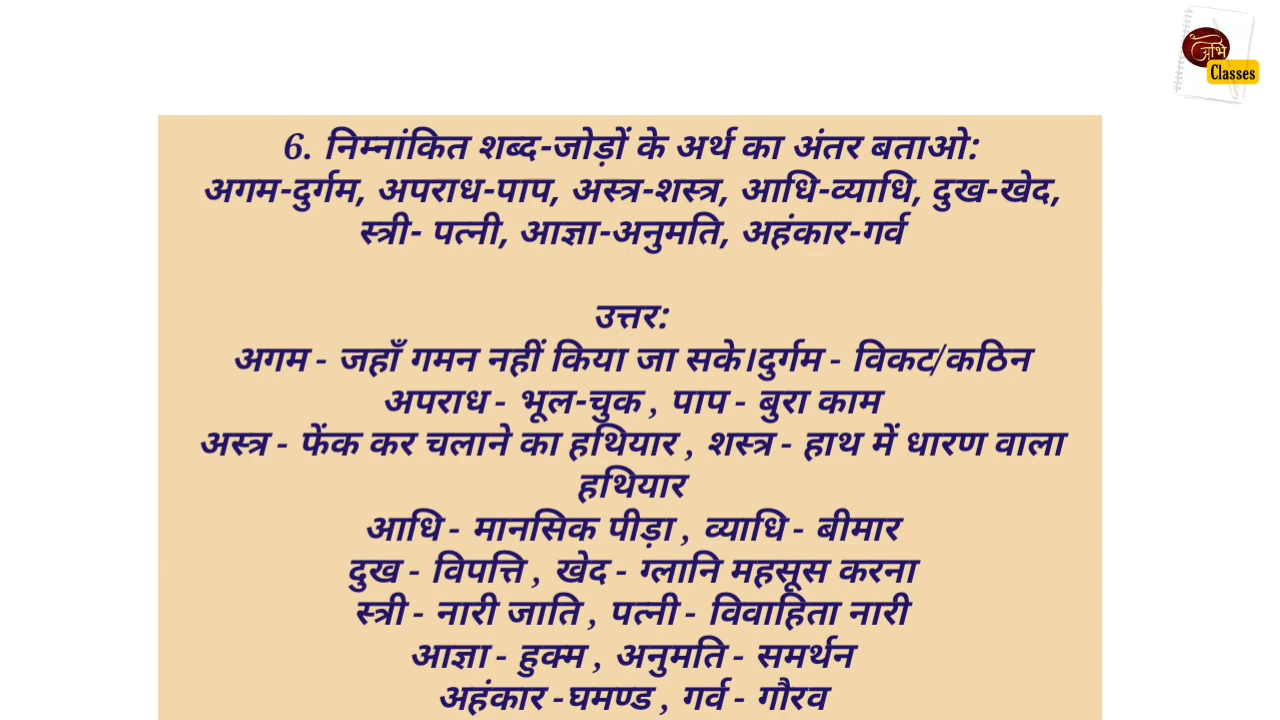 अभि
Classes
6. निम्नांकित शब्द-जोड़ों के अर्थ का अंतर बताओ:
अगम-दुर्गम, अपराध-पाप, अस्त्र-शस्त्र, आधि-व्याधि, दुख-खेद,
स्त्री- पत्नी, आज्ञा-अनुमति, अहंकार-गर्व
उत्तर:
अगम - जहाँ गमन नहीं किया जा सके।दुर्गम - विकट/कठिन
अपराध - भूल-चुक , पाप - बुरा काम
अस्त्र - फेंक कर चलाने का हथियार , शस्त्र - हाथ में धारण वाला
हथियार
आधि - मानसिक पीड़ा , व्याधि - बीमार
दुख - विपत्ति , खेद - ग्लानि महसूस करना
स्त्री - नारी जाति , पत्नी - विवाहिता नारी
आज्ञा - हुक्म , अनुमति - समर्थन
अहंकार -घमण्ड , गर्व - गौरव